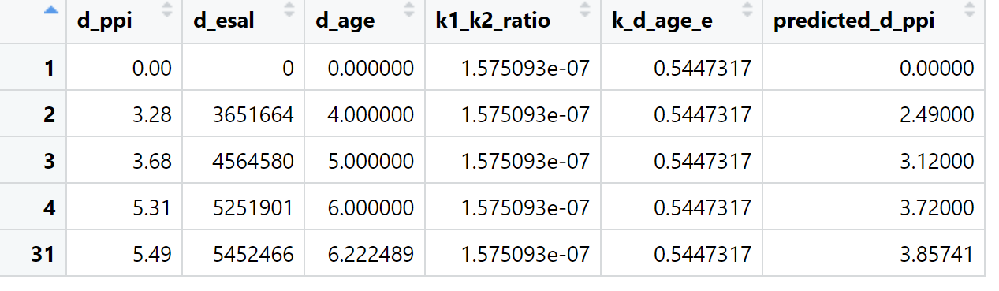 d_ppi d_esal d_age k1_k2_ratio k_d_age_e predicted_d_ppi
1 0.00 0 0.000000 1.575093e-07 0.5447317 0.00000
2 3.28 3651664 4.000000 1.575093e-07 0.5447317 2.49000
3 3.68 4564580 5.000000 1.575093e-07 0.5447317 3.12000
4 5.31 5251901 6.000000 1.575093e-07 0.5447317 3.72000
31 5.49 5452466 6.222489 1.575093e-07 0.5447317 3.85741